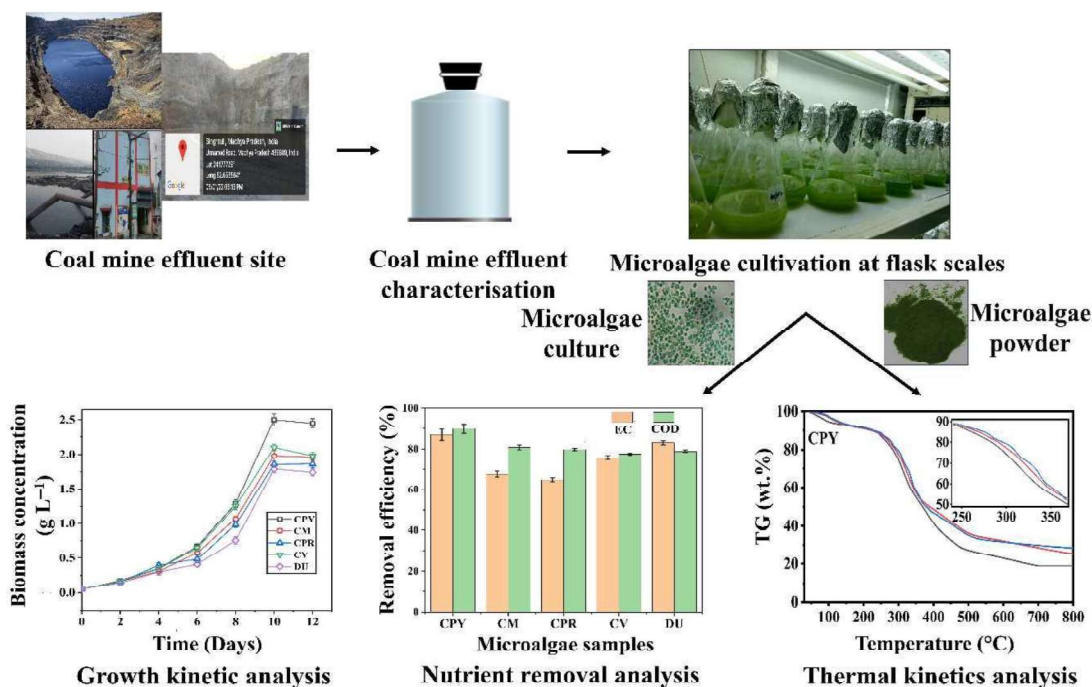 Google
Coal mine effluent site
Coal mine effluent
characterisation
Microalgae cultivation at flask scales
Microalgae
culture
Microalgae
powder
Biomass concentration
(g L⁻¹)
2.5
2.0
1.5
1.0
0.5
0.0
CPY
CM
CPR
CV
DU
0 2 4 6 8 10 12
Time (Days)
Growth kinetic analysis
Removal efficiency (%)
100
80
60
40
20
0
EC COD
CPY CM CPR CV DU
Microalgae samples
Nutrient removal analysis
TG (wt.%)
100
80
60
40
20
0
CPY
90
80
70
60
50
250 300 350
100 200 300 400 500 600 700 800
Temperature (°C)
Thermal kinetics analysis